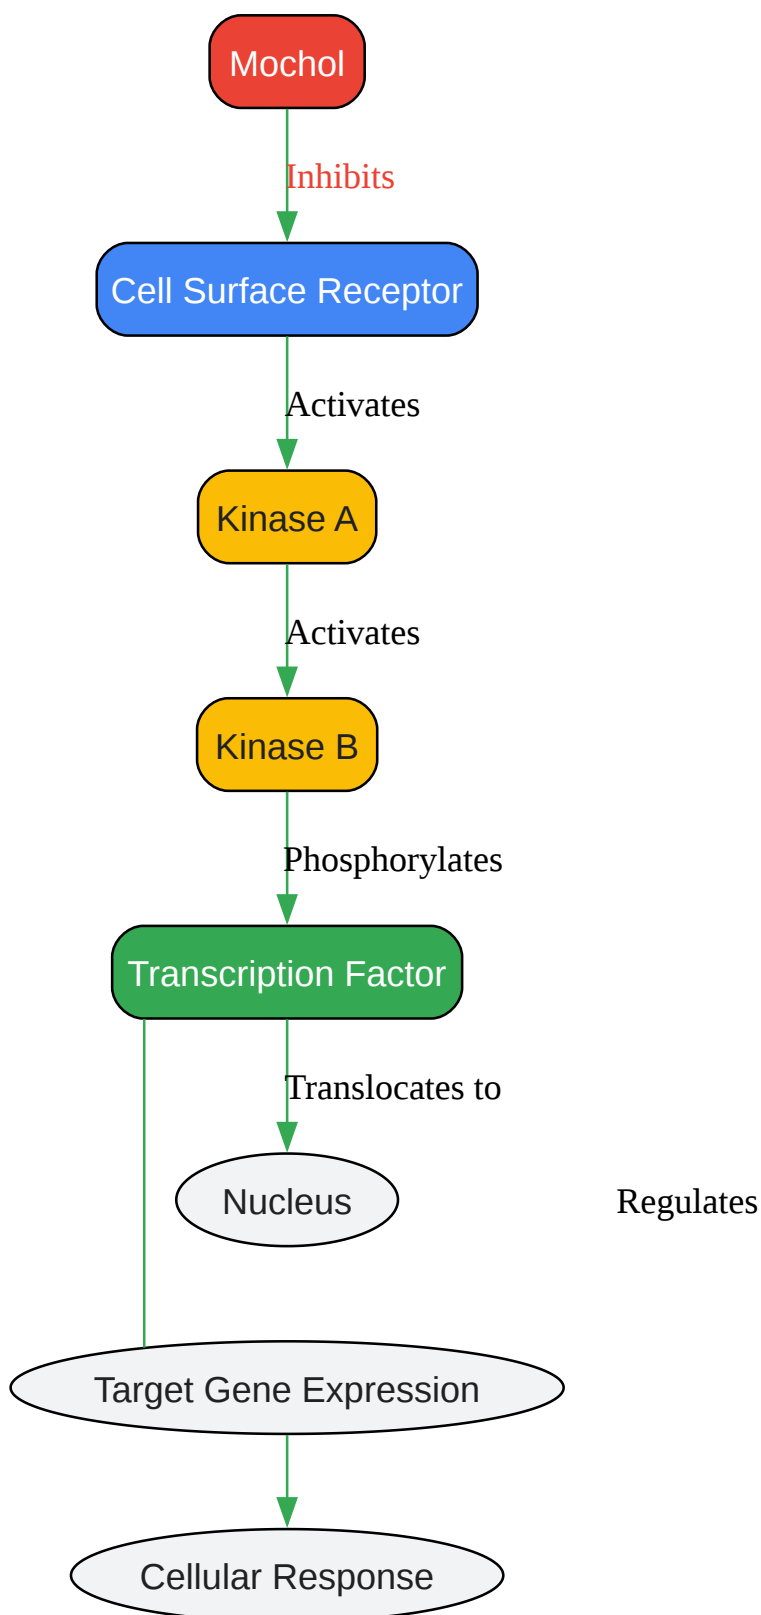 Mochol
Inhibits
Cell Surface Receptor
Activates
Kinase A
Activates
Kinase B
Phosphorylates
Transcription Factor
Translocates to
Nucleus
Regulates
Target Gene Expression
Cellular Response